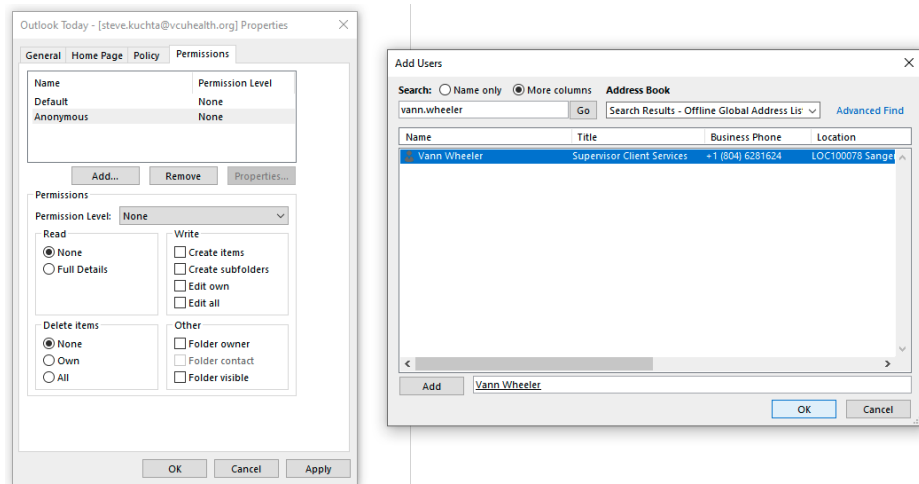 Outlook Today - [steve.kuchta@vcuhealth.org] Properties
General Home Page Policy Permissions
Name Permission Level
Default None
Anonymous None
Add... Remove Properties...
Permissions
Permission Level: None
Read
None
Full Details
Write
Create items
Create subfolders
Edit own
Edit all
Delete items
None
Own
All
Other
Folder owner
Folder contact
Folder visible
OK Cancel Apply
Add Users
Search: Name only More columns Address Book
vann.wheeler Go Search Results - Offline Global Address Lis Advanced Find
Name Title Business Phone Location
Vann Wheeler Supervisor Client Services +1 (804) 6281624 LOC100078 Sanger
Add Vann Wheeler
OK Cancel